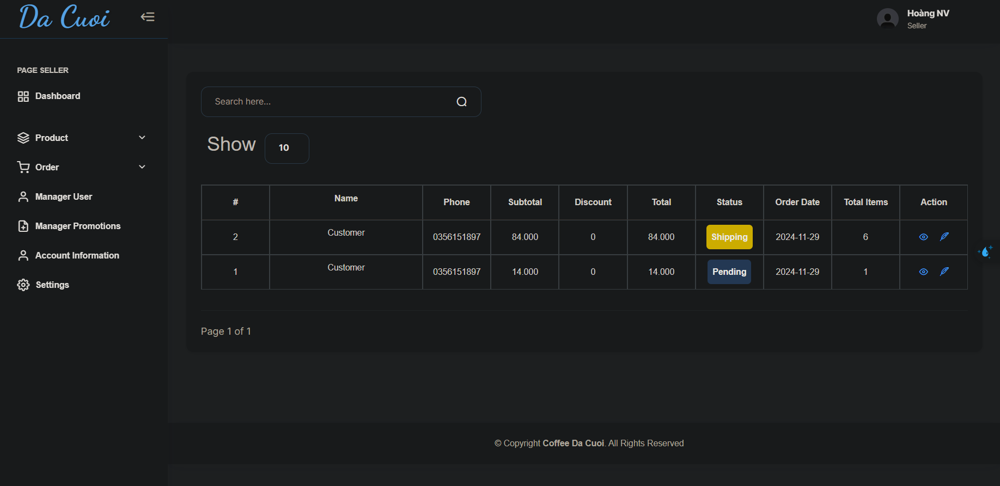 Da Cuoi
Hoàng NV
Seller
PAGE SELLER
Dashboard
Product
Order
Manager User
Manager Promotions
Account Information
Settings
Search here...
Show 10
# Name Phone Subtotal Discount Total Status Order Date Total Items Action
2 Customer 0356151897 84.000 0 84.000 Shipping 2024-11-29 6
1 Customer 0356151897 14.000 0 14.000 Pending 2024-11-29 1
Page 1 of 1
© Copyright Coffee Da Cuoi. All Rights Reserved